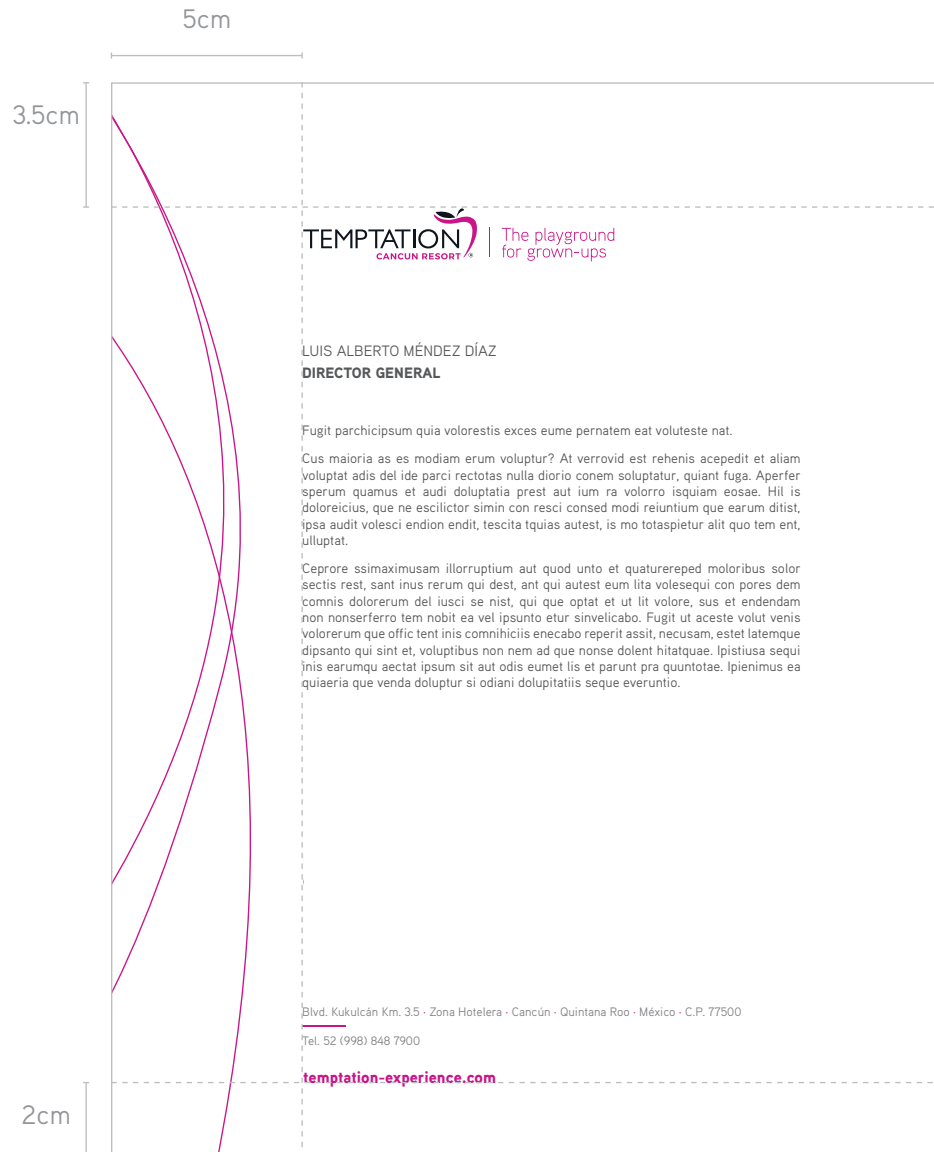 5cm
3.5cm
TEMPTATION
CANCUN RESORT ®
The playground
for grown-ups
LUIS ALBERTO MÉNDEZ DÍAZ
DIRECTOR GENERAL
Fugit parchicipsum quia volorestis exces eume pernatem eat voluteste nat.
Cus maioria as es modiam erum voluptur? At verrovid est rehenis acepedit et aliam
voluptat adis del ide parci rectotas nulla diorio conem soluptatur, quiant fuga. Aperfer
sperum quamus et audi doluptatia prest aut ium ra volorro isquiam eosae. Hil is
doloreicius, que ne escilictor simin con resci consed modi reiuntium que earum ditist,
ipsa audit volesci endion endit, tescita tquias autest, is mo totaspietur alit quo tem ent,
ulluptat.
Ceprore ssimaximusam illorruptium aut quod unto et quaturereped moloribus solor
sectis rest, sant inus rerum qui dest, ant qui autest eum lita volesequi con pores dem
comnis dolorerum del iusci se nist, qui que optat et ut lit volore, sus et endendam
non nonserferro tem nobit ea vel ipsunto etur sinvelicabo. Fugit ut aceste volut venis
volorerum que offic tent inis comnihiciis enecabo reperit assit, necusam, estet latemque
dipsanto qui sint et, voluptibus non nem ad que nonse dolent hitatquae. Ipistiusa sequi
inis earumqu aectat ipsum sit aut odis eumet lis et parunt pra quuntotae. Ipienimus ea
quiaeria que venda doluptur si odiani dolupitatiis seque everuntio.
Blvd. Kukulcán Km. 3.5 · Zona Hotelera · Cancún · Quintana Roo · México · C.P. 77500
Tel. 52 (998) 848 7900
temptation-experience.com
2cm